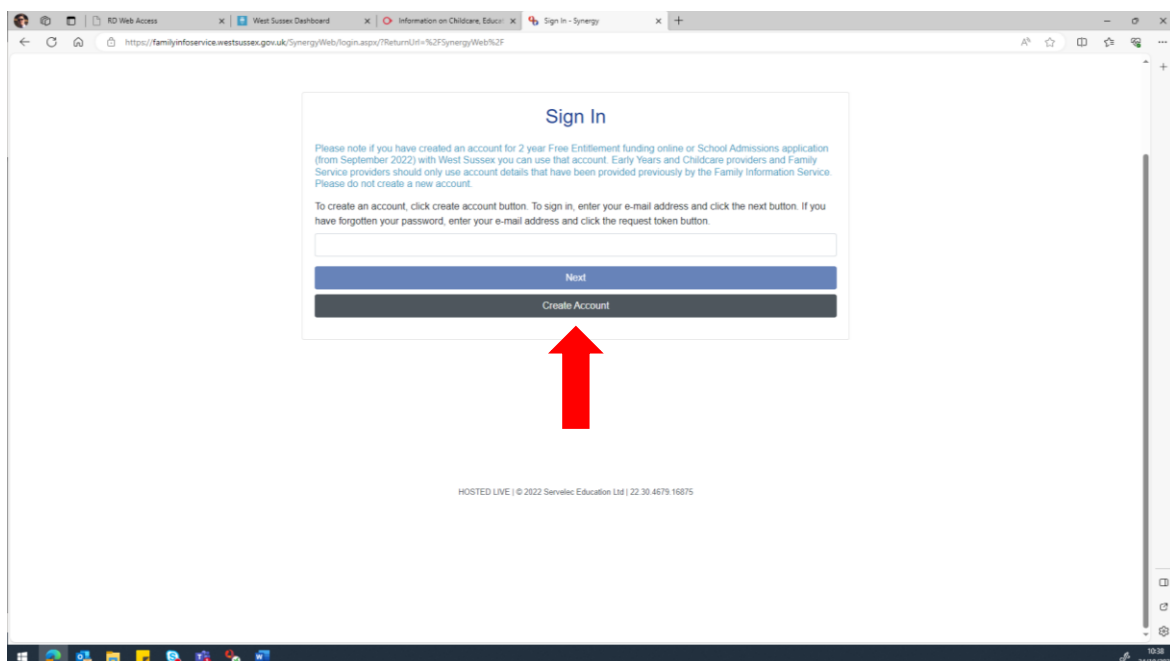 RD Web Access
West Sussex Dashboard
Information on Childcare, Educat
Sign In - Synergy
https://familyinfoservice.westsussex.gov.uk/SynergyWeb/login.aspx/?ReturnUrl=%2FSynergyWeb%2F
Sign In
Please note if you have created an account for 2 year Free Entitlement funding online or School Admissions application
(from September 2022) with West Sussex you can use that account. Early Years and Childcare providers and Family
Service providers should only use account details that have been provided previously by the Family Information Service.
Please do not create a new account.
To create an account, click create account button. To sign in, enter your e-mail address and click the next button. If you
have forgotten your password, enter your e-mail address and click the request token button.
Next
Create Account
HOSTED LIVE | © 2022 Servelec Education Ltd | 22.30.4679.16875
10:38